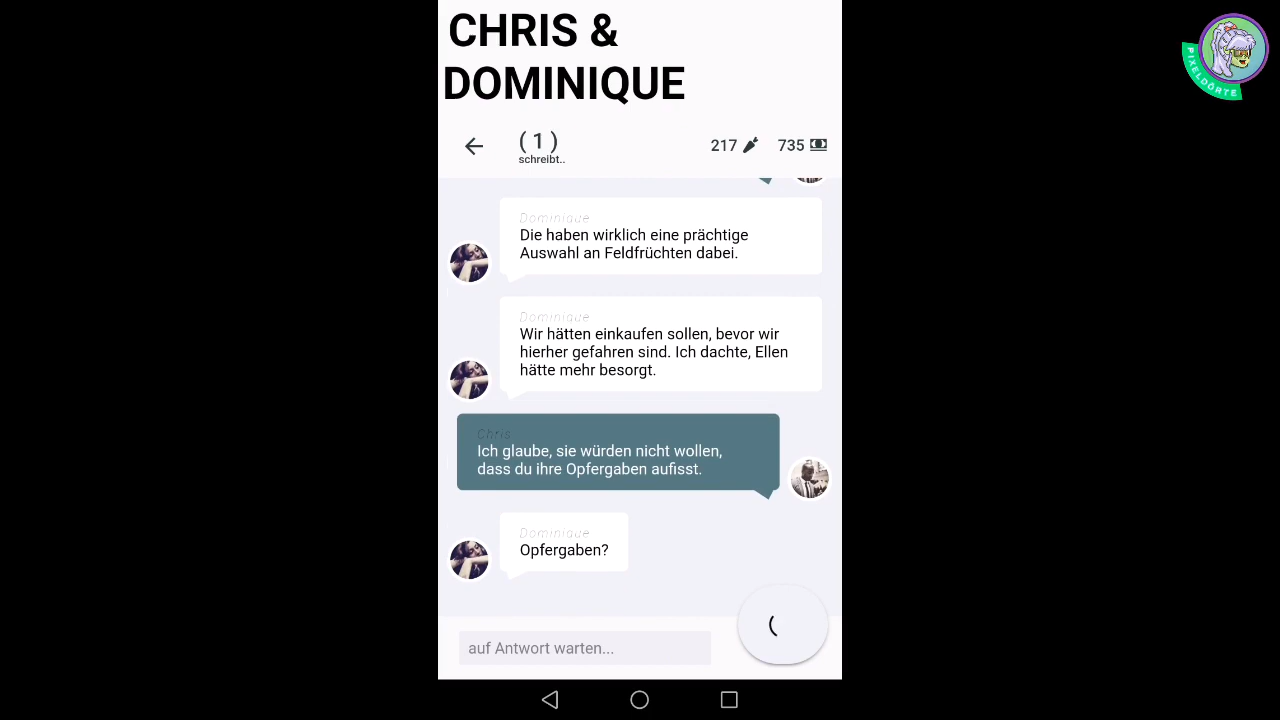 CHRIS &
DOMINIQUE
PIXELDÖRTE
( 1 )
schreibt..
217
735
Dominique
Die haben wirklich eine prächtige
Auswahl an Feldfrüchten dabei.
Dominique
Wir hätten einkaufen sollen, bevor wir
hierher gefahren sind. Ich dachte, Ellen
hätte mehr besorgt.
Chris
Ich glaube, sie würden nicht wollen,
dass du ihre Opfergaben aufisst.
Dominique
Opfergaben?
auf Antwort warten...